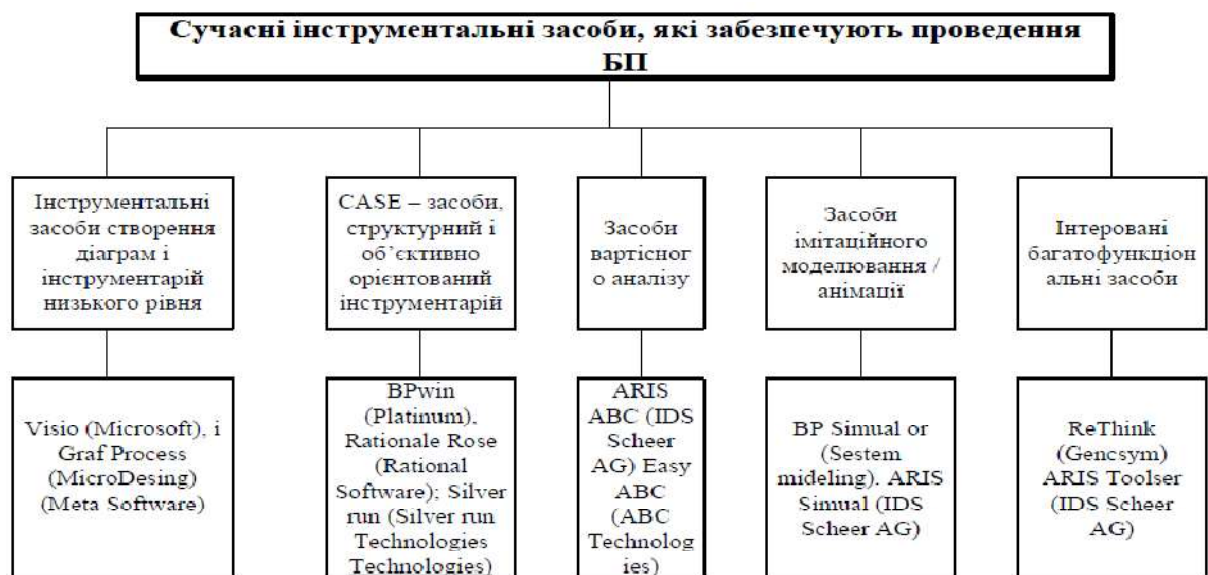 Сучасні інструментальні засоби, які забезпечують проведення
БП
Інструментальні
засоби створення
діаграм і
інструментарій
низького рівня
CASE – засоби,
структурний і
об’єктивно
орієнтований
інструментарій
Засоби
вартісног
о аналізу
Засоби
імітаційного
моделювання /
анімації
Інтеровані
багатофункціон
альні засоби
Visio (Microsoft), і
Graf Process
(MicroDesing)
(Meta Software)
BPwin
(Platinum),
Rationale Rose
(Rational
Software); Silver
run (Silver run
Technologies
Technologies)
ARIS
ABC (IDS
Scheer
AG) Easy
ABC
(ABC
Technolog
ies)
BP Simual or
(Sestem
mideling), ARIS
Simual (IDS
Scheer AG)
ReThink
(Gencsym)
ARIS Toolser
(IDS Scheer
AG)